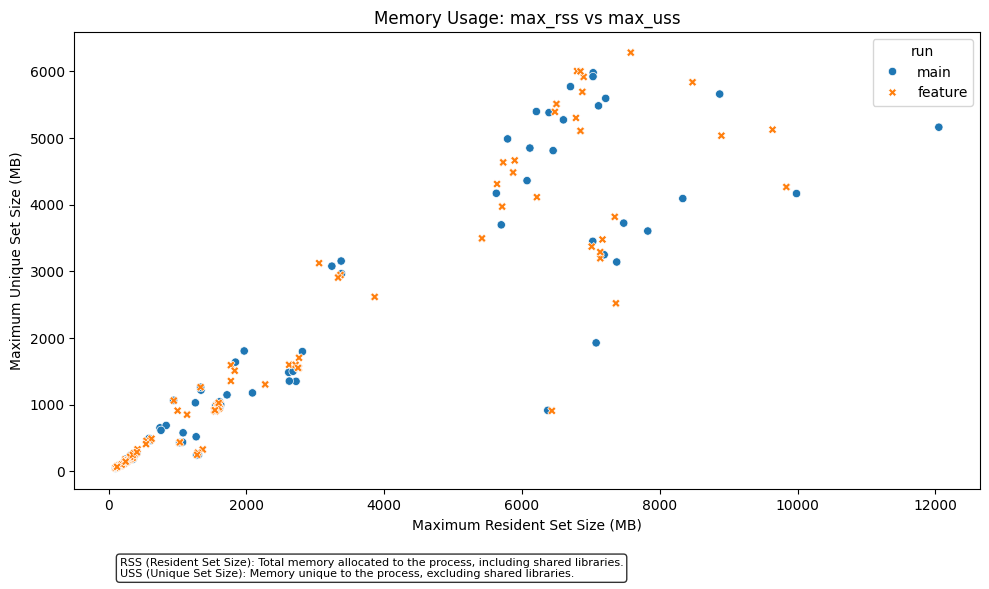 Memory Usage: max_rss vs max_uss
run
main
feature
Maximum Unique Set Size (MB)
6000
5000
4000
3000
2000
1000
0
0 2000 4000 6000 8000 10000 12000
Maximum Resident Set Size (MB)
RSS (Resident Set Size): Total memory allocated to the process, including shared libraries.
USS (Unique Set Size): Memory unique to the process, excluding shared libraries.